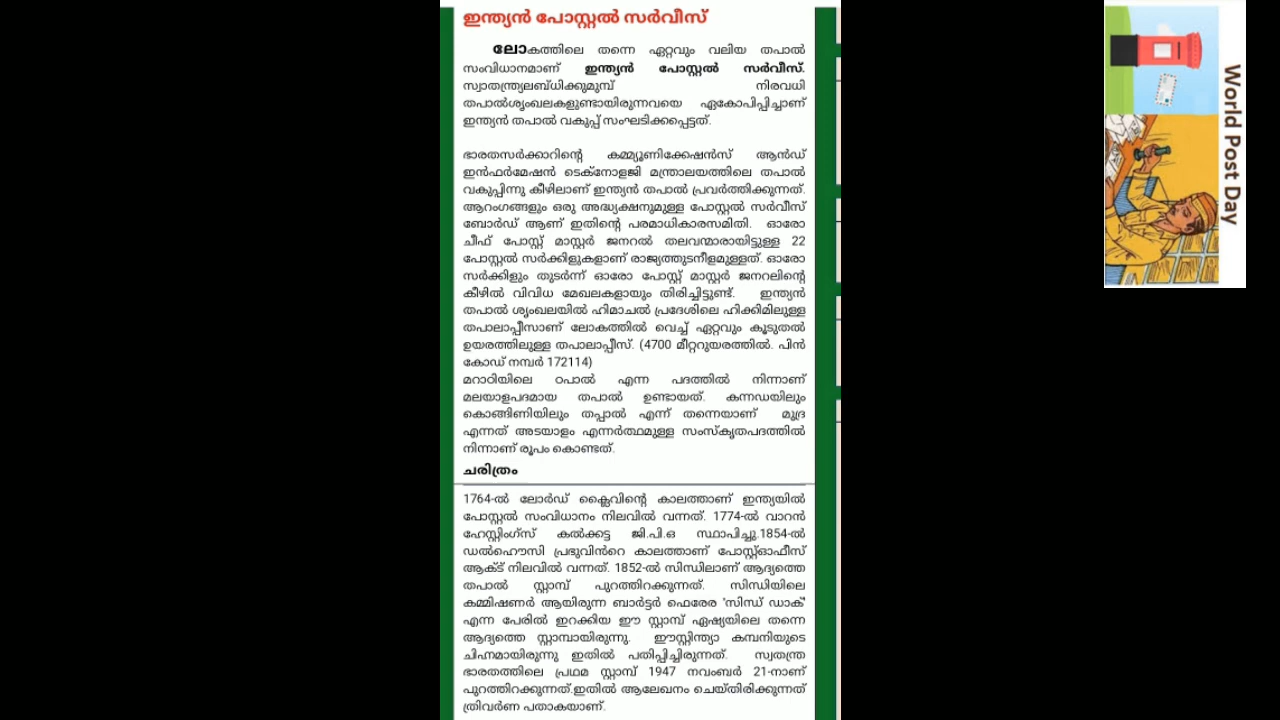 ഇന്ത്യൻ പോസ്റ്റൽ സർവീസ്
ലോകത്തിലെ തന്നെ ഏറ്റവും വലിയ തപാൽ
സംവിധാനമാണ് ഇന്ത്യൻ പോസ്റ്റൽ സർവീസ്.
സ്വാതന്ത്ര്യലബ്ധിക്കുമുമ്പ് നിരവധി
തപാൽശൃംഖലകളുണ്ടായിരുന്നവയെ ഏകോപിപ്പിച്ചാണ്
ഇന്ത്യൻ തപാൽ വകുപ്പ് സംഘടിക്കപ്പെട്ടത്.
ഭാരതസർക്കാറിന്റെ കമ്മ്യൂണിക്കേഷൻസ് ആൻഡ്
ഇൻഫർമേഷൻ ടെക്നോളജി മന്ത്രാലയത്തിലെ തപാൽ
വകുപ്പിന്നു കീഴിലാണ് ഇന്ത്യൻ തപാൽ പ്രവർത്തിക്കുന്നത്.
ആറംഗങ്ങളും ഒരു അദ്ധ്യക്ഷനുമുള്ള പോസ്റ്റൽ സർവീസ്
ബോർഡ് ആണ് ഇതിന്റെ പരമാധികാരസമിതി. ഓരോ
ചീഫ് പോസ്റ്റ് മാസ്റ്റർ ജനറൽ തലവന്മാരായിട്ടുള്ള 22
പോസ്റ്റൽ സർക്കിളുകളാണ് രാജ്യത്തുടനീളമുള്ളത്. ഓരോ
സർക്കിളും തുടർന്ന് ഓരോ പോസ്റ്റ് മാസ്റ്റർ ജനറലിന്റെ
കീഴിൽ വിവിധ മേഖലകളായും തിരിച്ചിട്ടുണ്ട്. ഇന്ത്യൻ
തപാൽ ശൃംഖലയിൽ ഹിമാചൽ പ്രദേശിലെ ഹിക്കിമിലുള്ള
തപാലാപ്പീസാണ് ലോകത്തിൽ വെച്ച് ഏറ്റവും കൂടുതൽ
ഉയരത്തിലുള്ള തപാലാപ്പീസ്. (4700 മീറ്ററുയരത്തിൽ. പിൻ
കോഡ് നമ്പർ 172114)
മറാഠിയിലെ ഠപാൽ എന്ന പദത്തിൽ നിന്നാണ്
മലയാളപദമായ തപാൽ ഉണ്ടായത്. കന്നഡയിലും
കൊങ്ങിണിയിലും തപ്പാൽ എന്ന് തന്നെയാണ് മുദ്ര
എന്നത് അടയാളം എന്നർത്ഥമുള്ള സംസ്കൃതപദത്തിൽ
നിന്നാണ് രൂപം കൊണ്ടത്.
ചരിത്രം
1764-ൽ ലോർഡ് ക്ലൈവിന്റെ കാലത്താണ് ഇന്ത്യയിൽ
പോസ്റ്റൽ സംവിധാനം നിലവിൽ വന്നത്. 1774-ൽ വാറൻ
ഹേസ്റ്റിംഗ്സ് കൽക്കട്ട ജി.പി.ഒ സ്ഥാപിച്ചു.1854-ൽ
ഡൽഹൌസി പ്രഭുവിൻറെ കാലത്താണ് പോസ്റ്റ്ഓഫീസ്
ആക്ട് നിലവിൽ വന്നത്. 1852-ൽ സിന്ധിലാണ് ആദ്യത്തെ
തപാൽ സ്റ്റാമ്പ് പുറത്തിറക്കുന്നത്. സിന്ധിയിലെ
കമ്മിഷണർ ആയിരുന്ന ബാർട്ടർ ഫെരേര 'സിന്ധ് ഡാക്'
എന്ന പേരിൽ ഇറക്കിയ ഈ സ്റ്റാമ്പ് ഏഷ്യയിലെ തന്നെ
ആദ്യത്തെ സ്റ്റാമ്പായിരുന്നു. ഈസ്റ്റിന്ത്യാ കമ്പനിയുടെ
ചിഹ്നമായിരുന്നു ഇതിൽ പതിപ്പിച്ചിരുന്നത്. സ്വതന്ത്ര
ഭാരതത്തിലെ പ്രഥമ സ്റ്റാമ്പ് 1947 നവംബർ 21-നാണ്
പുറത്തിറക്കുന്നത്.ഇതിൽ ആലേഖനം ചെയ്തിരിക്കുന്നത്
ത്രിവർണ പതാകയാണ്.
World Post Day